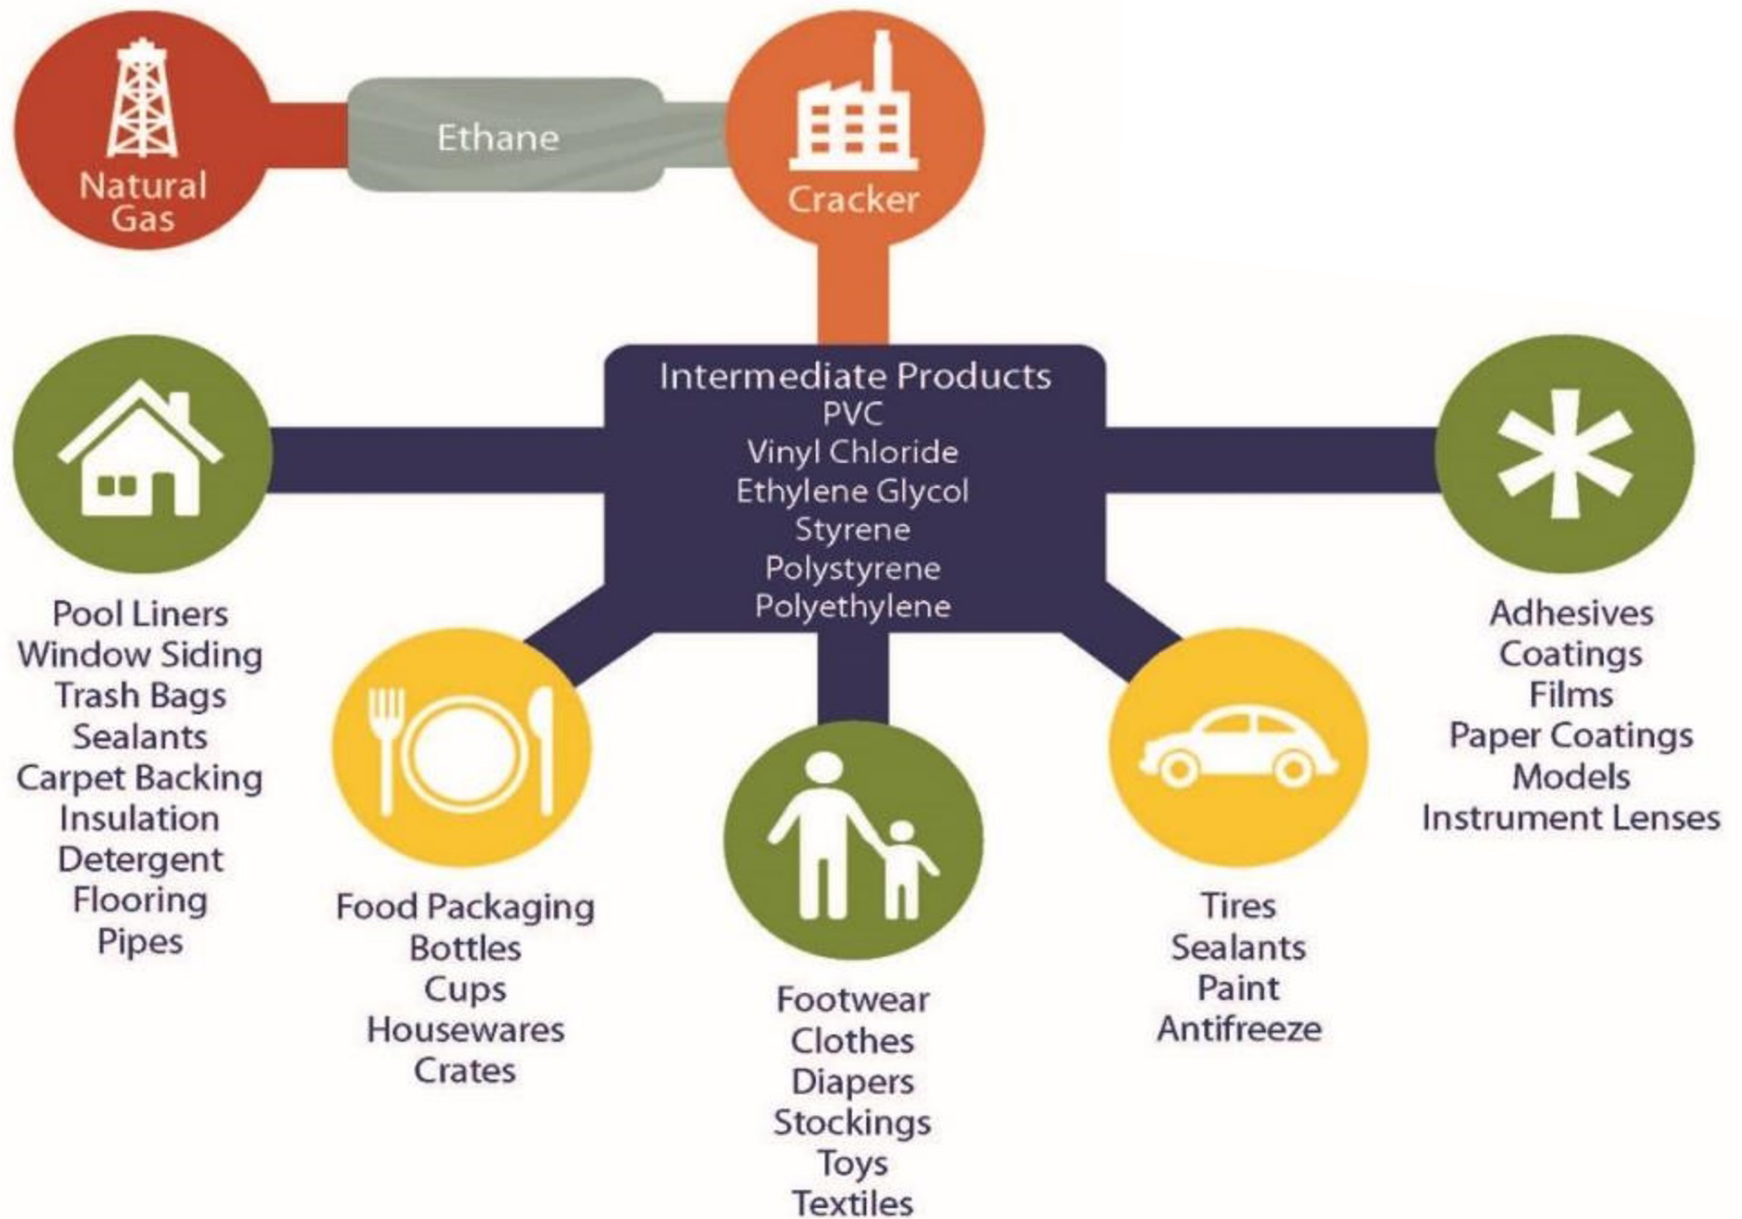 Natural
Gas
Ethane
Cracker
Intermediate Products
PVC
Vinyl Chloride
Ethylene Glycol
Styrene
Polystyrene
Polyethylene
Pool Liners
Window Siding
Trash Bags
Sealants
Carpet Backing
Insulation
Detergent
Flooring
Pipes
Food Packaging
Bottles
Cups
Housewares
Crates
Footwear
Clothes
Diapers
Stockings
Toys
Textiles
Tires
Sealants
Paint
Antifreeze
Adhesives
Coatings
Films
Paper Coatings
Models
Instrument Lenses